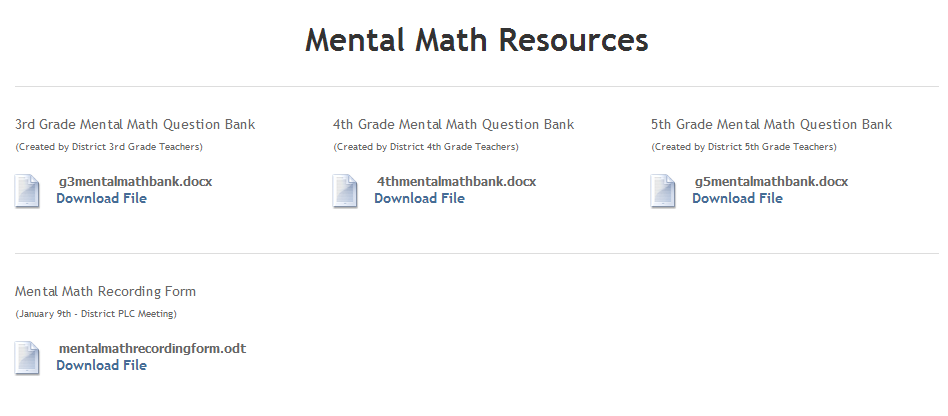 Mental Math Resources
3rd Grade Mental Math Question Bank
(Created by District 3rd Grade Teachers)
g3mentalmathbank.docx
Download File
4th Grade Mental Math Question Bank
(Created by District 4th Grade Teachers)
4thmentalmathbank.docx
Download File
5th Grade Mental Math Question Bank
(Created by District 5th Grade Teachers)
g5mentalmathbank.docx
Download File
Mental Math Recording Form
(January 9th - District PLC Meeting)
mentalmathrecordingform.odt
Download File